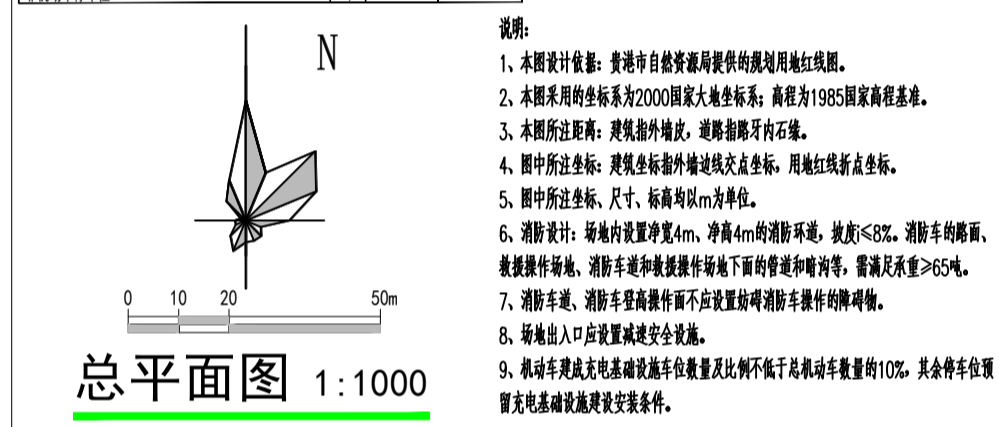 N
0 10 20 50m
总平面图 1:1000
说明:
1、本图设计依据：贵港市自然资源局提供的规划用地红线图。
2、本图采用的坐标系为2000国家大地坐标系；高程为1985国家高程基准。
3、本图所注距离：建筑指外墙皮，道路指路牙内石缘。
4、图中所注坐标：建筑坐标指外墙边线交点坐标，用地红线折点坐标。
5、图中所注坐标、尺寸、标高均以m为单位。
6、消防设计：场地内设置净宽4m、净高4m的消防环道，坡度i≤8%。消防车的路面、
救援操作场地、消防车道和救援操作场地下面的管道和暗沟等，需满足承重≥65吨。
7、消防车道、消防车登高操作面不应设置妨碍消防车操作的障碍物。
8、场地出入口应设置减速安全设施。
9、机动车建成充电基础设施车位数量及比例不低于总机动车数量的10%，其余停车位预
留充电基础设施建设安装条件。